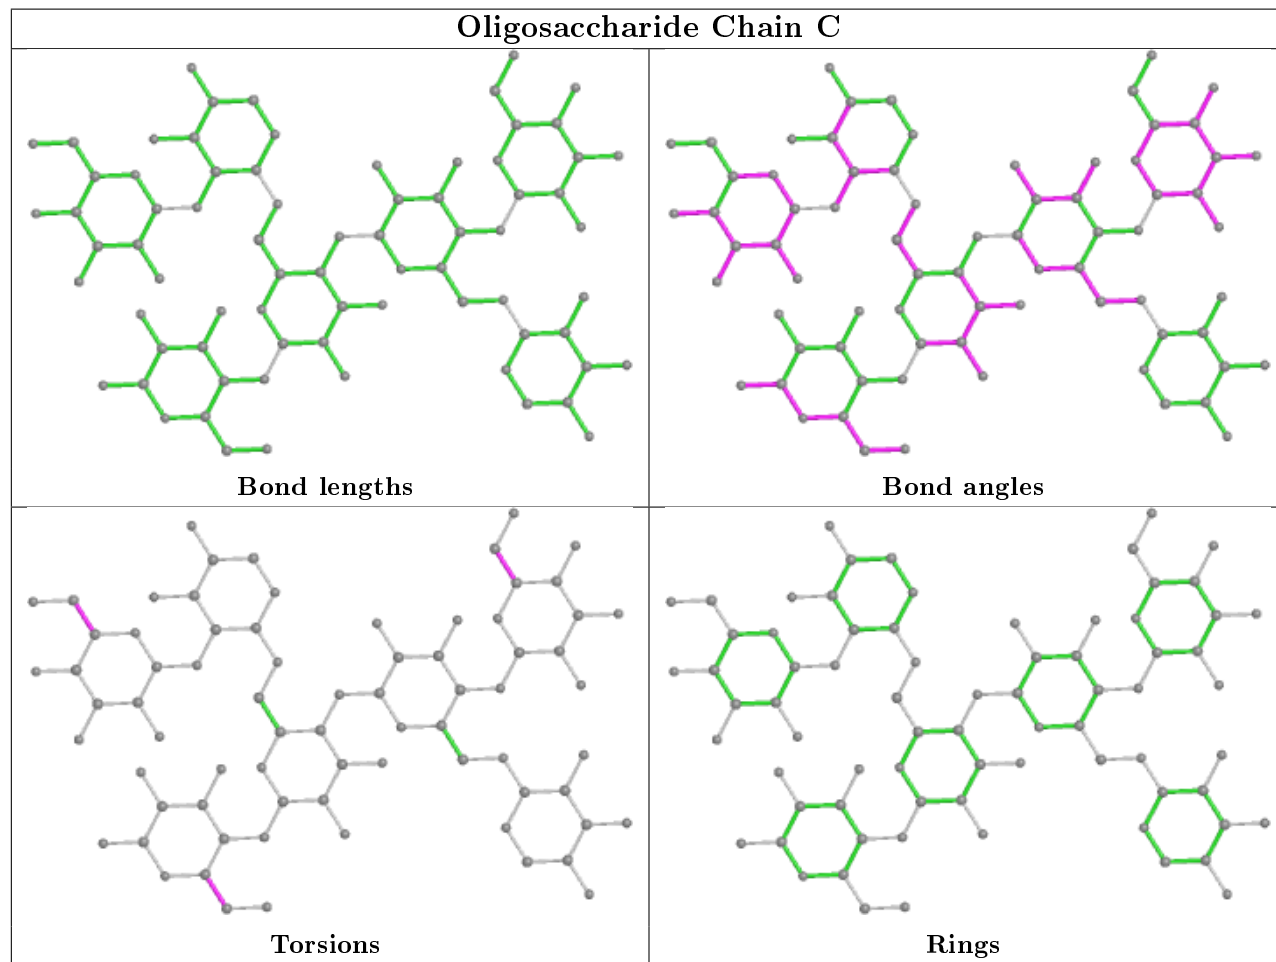 Oligosaccharide Chain C
Bond lengths
Bond angles
Torsions
Rings